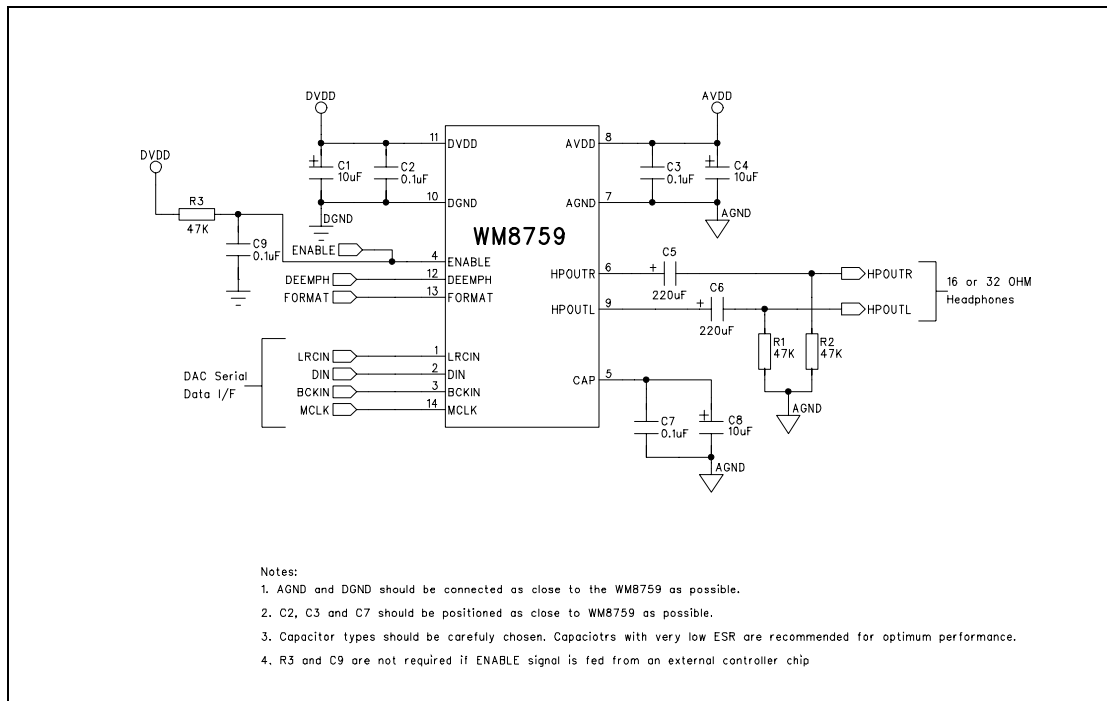 DVDD
AVDD
11 DVDD
AVDD 8
DVDD
C1
10uF
C2
0.1uF
C3
0.1uF
C4
10uF
10 DGND
AGND 7
R3
47K
DGND
AGND
WM8759
C9
0.1uF
ENABLE
4 ENABLE
HPOUTR 6
C5
220uF
HPOUTR
DEEMPH 12 DEEMPH
FORMAT 13 FORMAT
HPOUTL 9
C6
220uF
HPOUTL
16 or 32 OHM
Headphones
R1
47K
R2
47K
DAC Serial
Data I/F
LRCIN 1 LRCIN
DIN 2 DIN
BCKIN 3 BCKIN
MCLK 14 MCLK
CAP 5
AGND
C7
0.1uF
C8
10uF
AGND
Notes:
1. AGND and DGND should be connected as close to the WM8759 as possible.
2. C2, C3 and C7 should be positioned as close to WM8759 as possible.
3. Capacitor types should be carefuly chosen. Capaciotrs with very low ESR are recommended for optimum performance.
4. R3 and C9 are not required if ENABLE signal is fed from an external controller chip